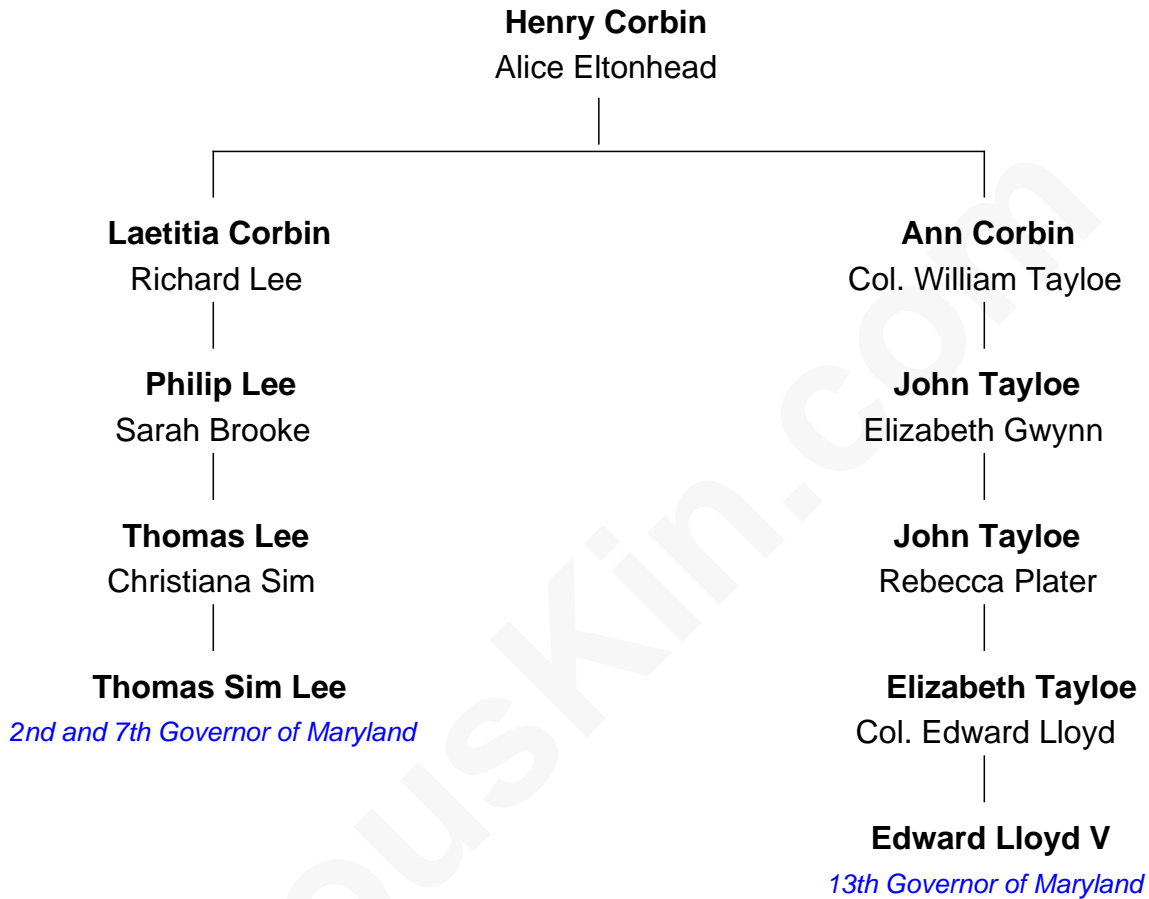 Henry Corbin
Alice Eltonhead
Laetitia Corbin
Richard Lee
Ann Corbin
Col. William Tayloe
Philip Lee
Sarah Brooke
John Tayloe
Elizabeth Gwynn
Thomas Lee
Christiana Sim
John Tayloe
Rebecca Plater
Thomas Sim Lee
2nd and 7th Governor of Maryland
Elizabeth Tayloe
Col. Edward Lloyd
Edward Lloyd V
13th Governor of Maryland
ouskin.com